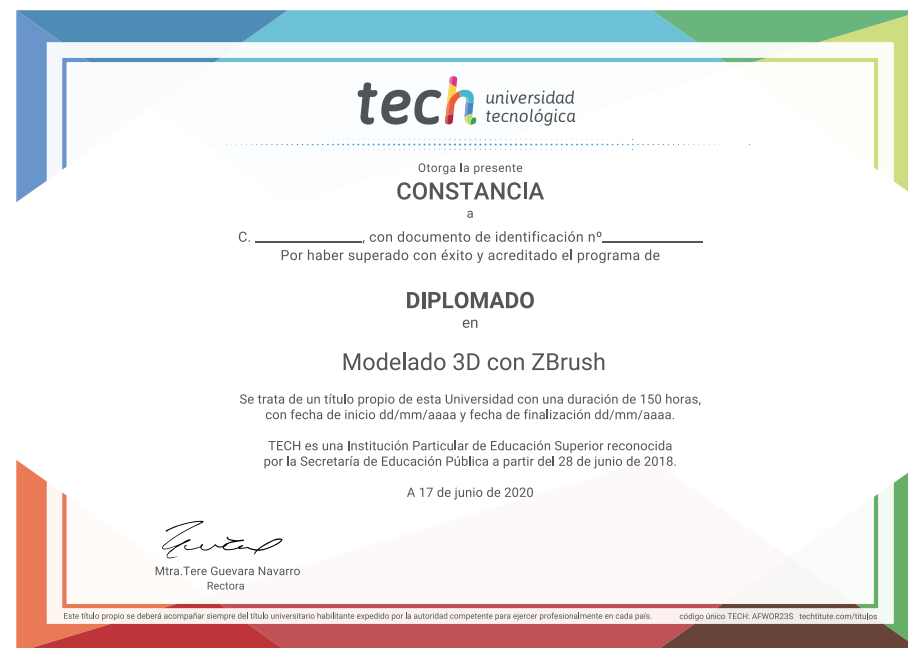 tech universidad
tecnológica
Otorga la presente
CONSTANCIA
a
C. ____________, con documento de identificación nº____________
Por haber superado con éxito y acreditado el programa de
DIPLOMADO
en
Modelado 3D con ZBrush
Se trata de un título propio de esta Universidad con una duración de 150 horas,
con fecha de inicio dd/mm/aaaa y fecha de finalización dd/mm/aaaa.
TECH es una Institución Particular de Educación Superior reconocida
por la Secretaría de Educación Pública a partir del 28 de junio de 2018.
A 17 de junio de 2020
Mtra.Tere Guevara Navarro
Rectora
Este título propio se deberá acompañar siempre del título universitario habilitante expedido por la autoridad competente para ejercer profesionalmente en cada país. código único TECH: AFWOR23S techtitute.com/titulos